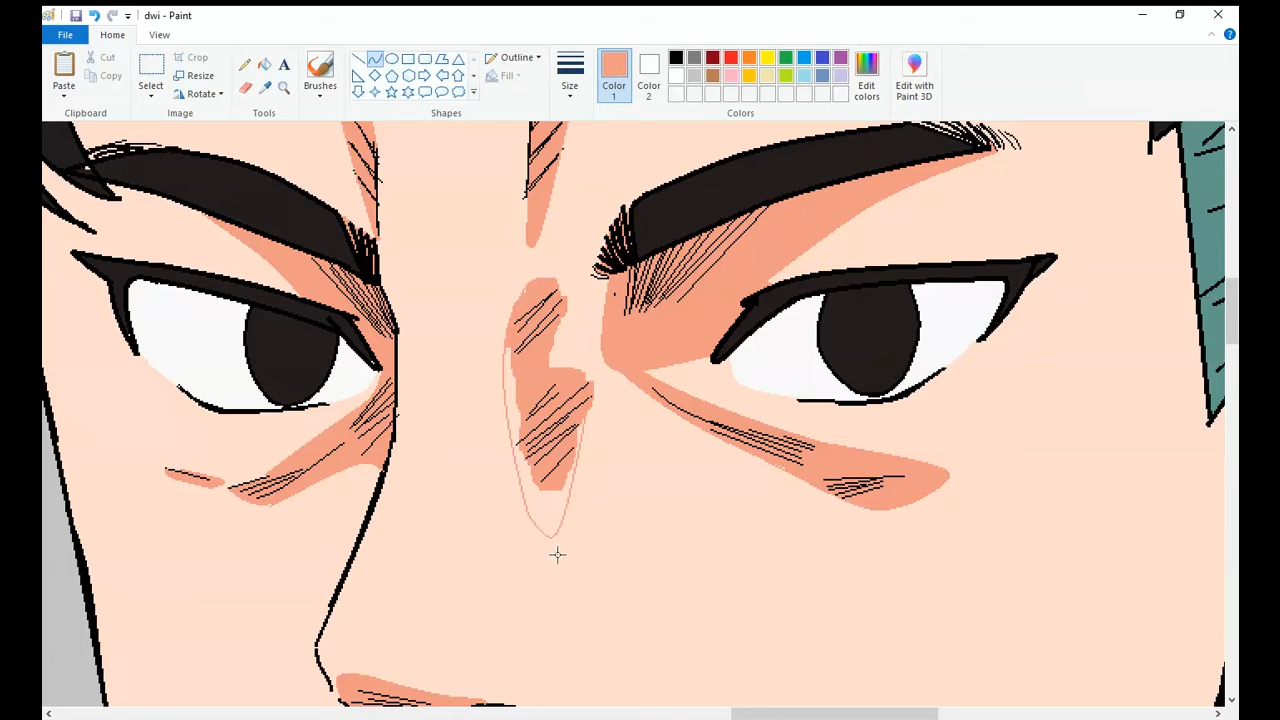 dwi - Paint
File Home View
Paste
Cut
Copy
Clipboard
Select
Crop
Resize
Rotate
Image
Tools
Brushes
Outline
Fill
Shapes
Size
Color 1
Color 2
Edit colors
Colors
Edit with Paint 3D